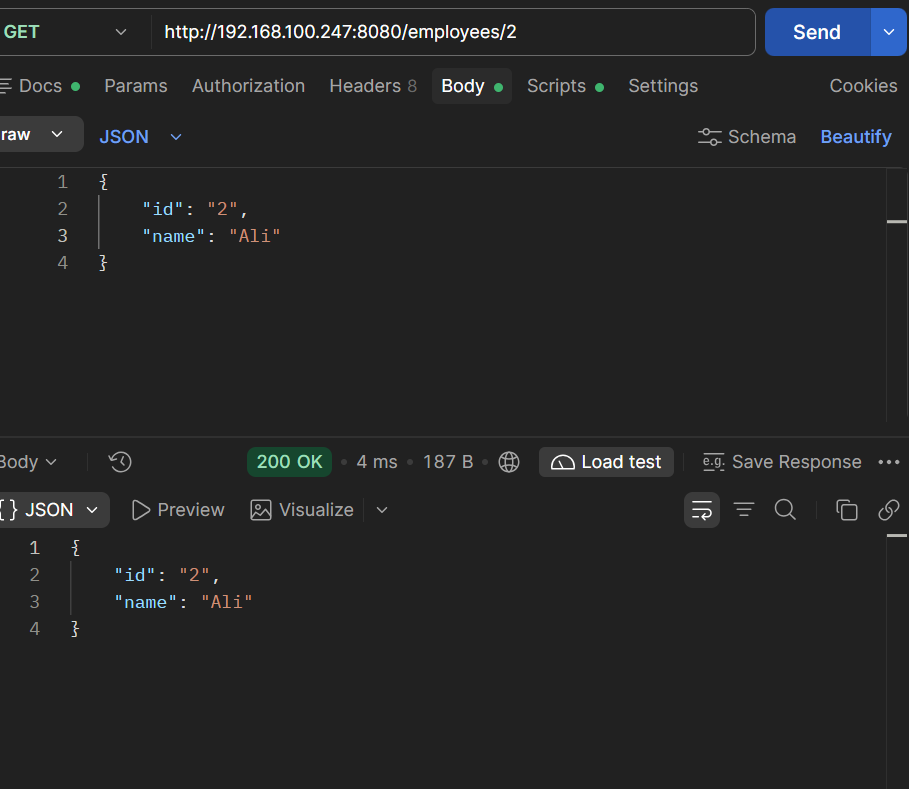 GET http://192.168.100.247:8080/employees/2 Send
Docs Params Authorization Headers 8 Body Scripts Settings Cookies
raw JSON Schema Beautify
1 {
2 "id": "2",
3 "name": "Ali"
4 }
Body 200 OK 4 ms 187 B Load test e.g. Save Response
{} JSON Preview Visualize
1 {
2 "id": "2",
3 "name": "Ali"
4 }